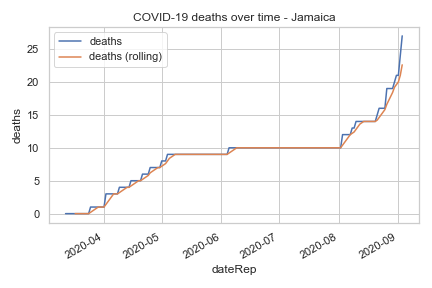 COVID-19 deaths over time - Jamaica
deaths
deaths (rolling)
deaths
25
20
15
10
5
0
2020-04
2020-05
2020-06
2020-07
2020-08
2020-09
dateRep